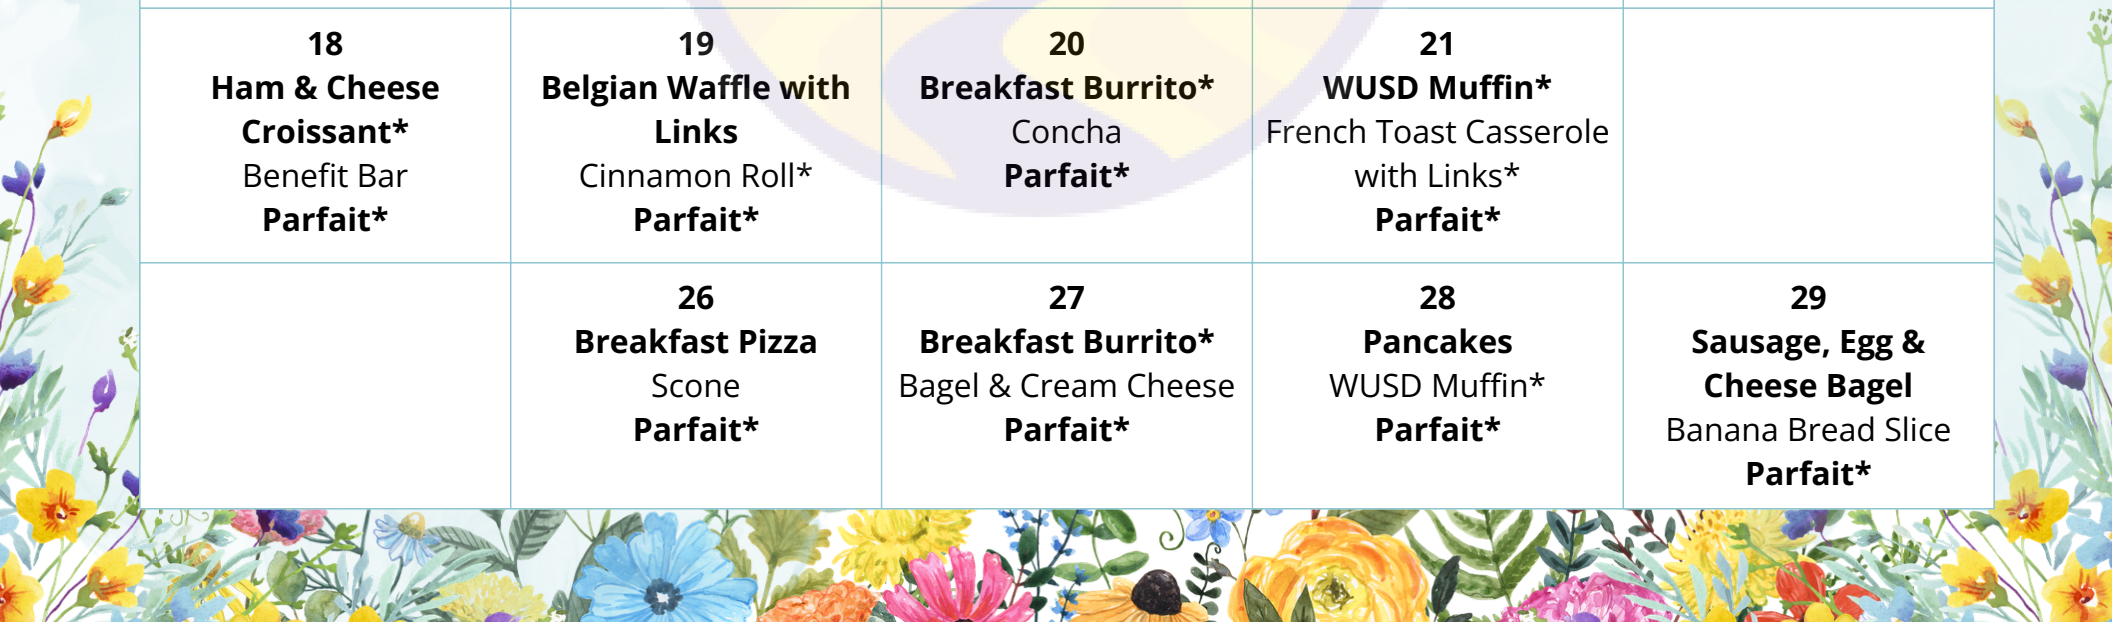 18
Ham & Cheese
Croissant*
Benefit Bar
Parfait*
19
Belgian Waffle with
Links
Cinnamon Roll*
Parfait*
20
Breakfast Burrito*
Concha
Parfait*
21
WUSD Muffin*
French Toast Casserole
with Links*
Parfait*
26
Breakfast Pizza
Scone
Parfait*
27
Breakfast Burrito*
Bagel & Cream Cheese
Parfait*
28
Pancakes
WUSD Muffin*
Parfait*
29
Sausage, Egg &
Cheese Bagel
Banana Bread Slice
Parfait*